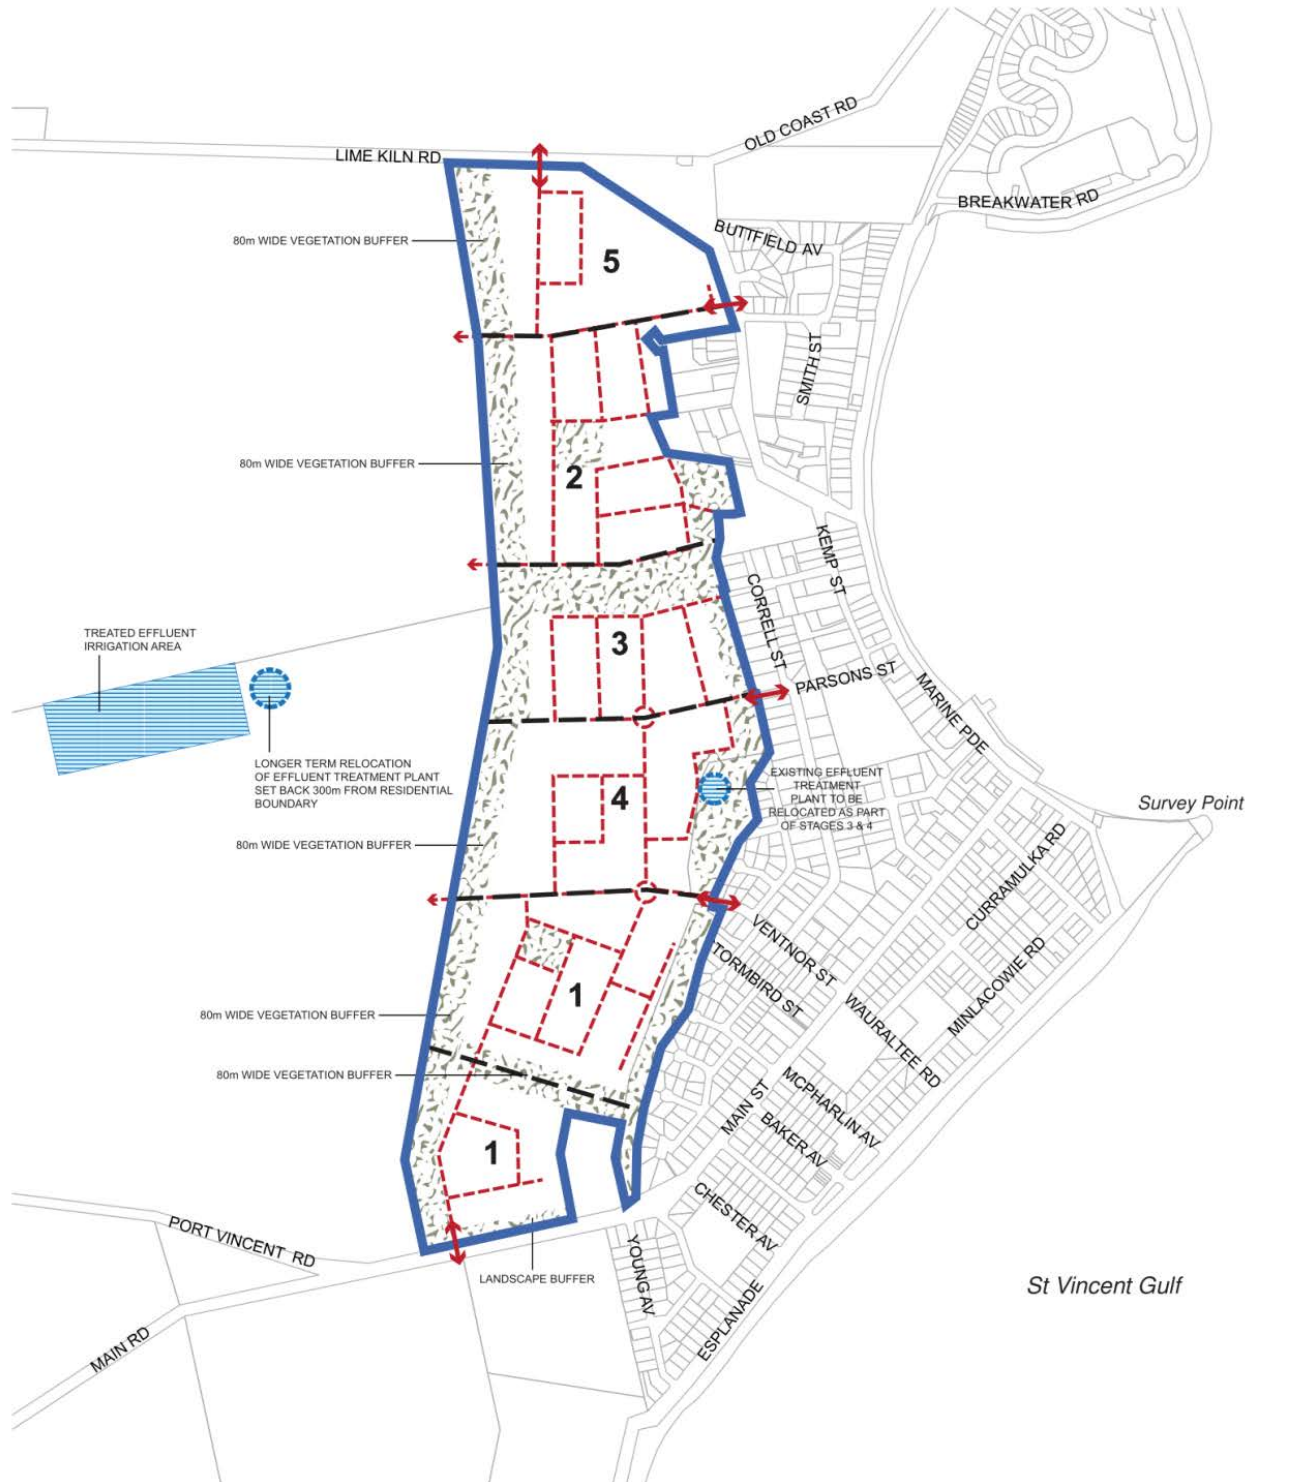 OLD COAST RD
LIME KILN RD
BREAKWATER RD
BUTTFIELD AV
80m WIDE VEGETATION BUFFER
5
SMITH ST
80m WIDE VEGETATION BUFFER
2
KEMP ST
CORRELL ST
TREATED EFFLUENT
IRRIGATION AREA
3
PARSONS ST
MARINE PDE
LONGER TERM RELOCATION
OF EFFLUENT TREATMENT PLANT
SET BACK 300m FROM RESIDENTIAL
BOUNDARY
EXISTING EFFLUENT
TREATMENT
PLANT TO BE
RELOCATED AS PART
OF STAGES 3 & 4
4
Survey Point
80m WIDE VEGETATION BUFFER
CURRAMULKA RD
VENTNOR ST
TORMBIRD ST
1
MINLACOWIE RD
80m WIDE VEGETATION BUFFER
WAURALTEE RD
80m WIDE VEGETATION BUFFER
MAIN ST
MCPHARLIN AV
BAKER AV
1
CHESTER AV
PORT VINCENT RD
YOUNG AV
LANDSCAPE BUFFER
St Vincent Gulf
ESPLANADE
MAIN RD